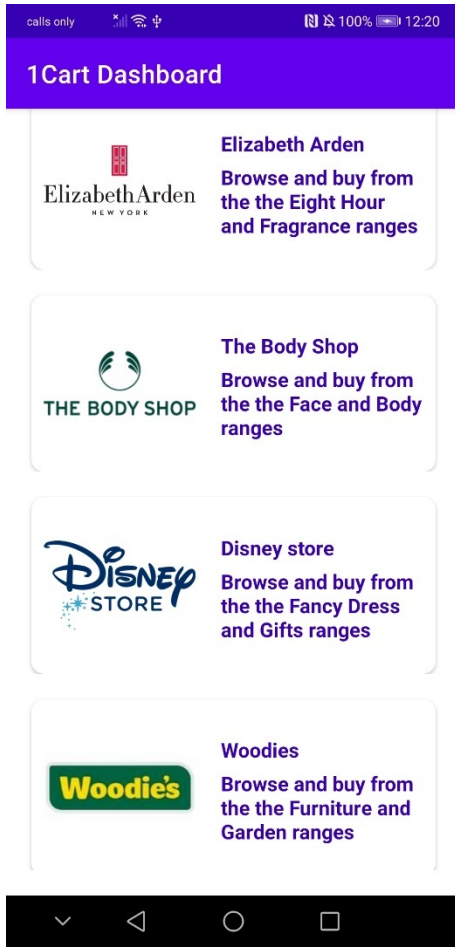 calls only 100% 12:20
1Cart Dashboard
Elizabeth Arden
NEW YORK
Elizabeth Arden
Browse and buy from
the the Eight Hour
and Fragrance ranges
THE BODY SHOP
The Body Shop
Browse and buy from
the the Face and Body
ranges
Disney
STORE
Disney store
Browse and buy from
the the Fancy Dress
and Gifts ranges
Woodie's
Woodies
Browse and buy from
the the Furniture and
Garden ranges